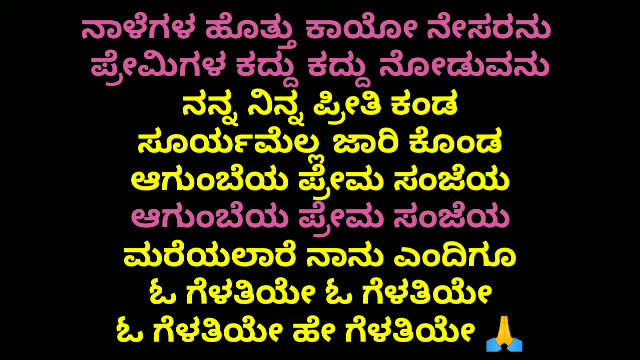 ನಾಳೆಗಳ ಹೊತ್ತು ಕಾಯೋ ನೇಸರನು
ಪ್ರೇಮಿಗಳ ಕದ್ದು ಕದ್ದು ನೋಡುವನು
ನನ್ನ ನಿನ್ನ ಪ್ರೀತಿ ಕಂಡ
ಸೂರ್ಯಮೆಲ್ಲ ಜಾರಿ ಕೊಂಡ
ಆಗುಂಬೆಯ ಪ್ರೇಮ ಸಂಜೆಯ
ಆಗುಂಬೆಯ ಪ್ರೇಮ ಸಂಜೆಯ
ಮರೆಯಲಾರೆ ನಾನು ಎಂದಿಗೂ
ಓ ಗೆಳತಿಯೇ ಓ ಗೆಳತಿಯೇ
ಓ ಗೆಳತಿಯೇ ಹೇ ಗೆಳತಿಯೇ 🙏